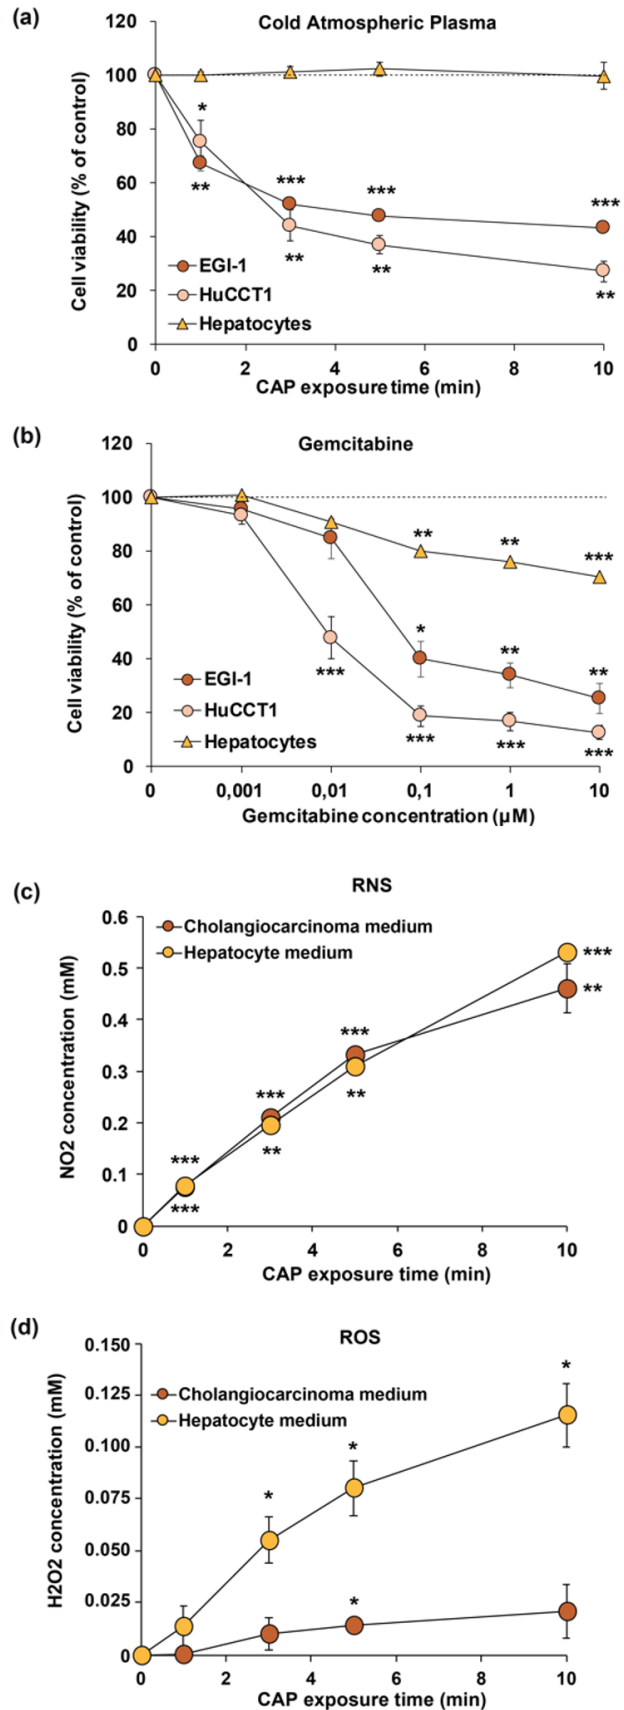 (a)
Cold Atmospheric Plasma
Cell viability (% of control)
120
100
80
60
40
20
0
*
**
***
**
***
**
***
**
EGI-1
HuCCT1
Hepatocytes
0 2 4 6 8 10
CAP exposure time (min)
(b)
Gemcitabine
Cell viability (% of control)
120
100
80
60
40
20
0
***
**
*
***
**
**
***
***
**
***
EGI-1
HuCCT1
Hepatocytes
0 0,001 0,01 0,1 1 10
Gemcitabine concentration (µM)
(c)
RNS
NO2 concentration (mM)
0.6
0.5
0.4
0.3
0.2
0.1
0
Cholangiocarcinoma medium
Hepatocyte medium
***
***
***
**
***
**
***
**
0 2 4 6 8 10
CAP exposure time (min)
(d)
ROS
H2O2 concentration (mM)
0.150
0.125
0.100
0.075
0.050
0.025
0
Cholangiocarcinoma medium
Hepatocyte medium
*
*
*
*
0 2 4 6 8 10
CAP exposure time (min)